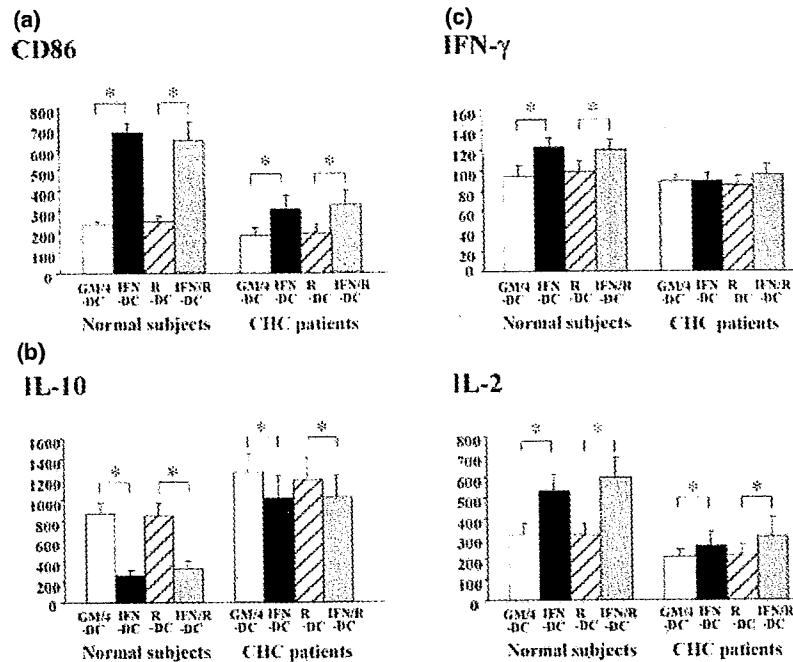 (a)
CD86
800
700
600
500
400
300
200
100
0
*
*
*
*
GM/4 IFN R IFN/R GM/4 IFN R IFN/R
-DC -DC -DC -DC -DC -DC -DC -DC
Normal subjects CHC patients
(b)
IL-10
1600
1400
1200
1000
800
600
400
200
0
*
*
*
*
GM/4 IFN R IFN/R GM/4 IFN R IFN/R
-DC -DC -DC -DC -DC -DC -DC -DC
Normal subjects CHC patients
(c)
IFN-γ
160
140
120
100
80
60
40
20
0
*
*
GM/4 IFN R IFN/R GM/4 IFN R IFN/R
-DC -DC -DC -DC -DC -DC -DC -DC
Normal subjects CHC patients
IL-2
800
700
600
500
400
300
200
100
0
*
*
*
*
GM/4 IFN R IFN/R GM/4 IFN R IFN/R
-DC -DC -DC -DC -DC -DC -DC -DC
Normal subjects CHC patients